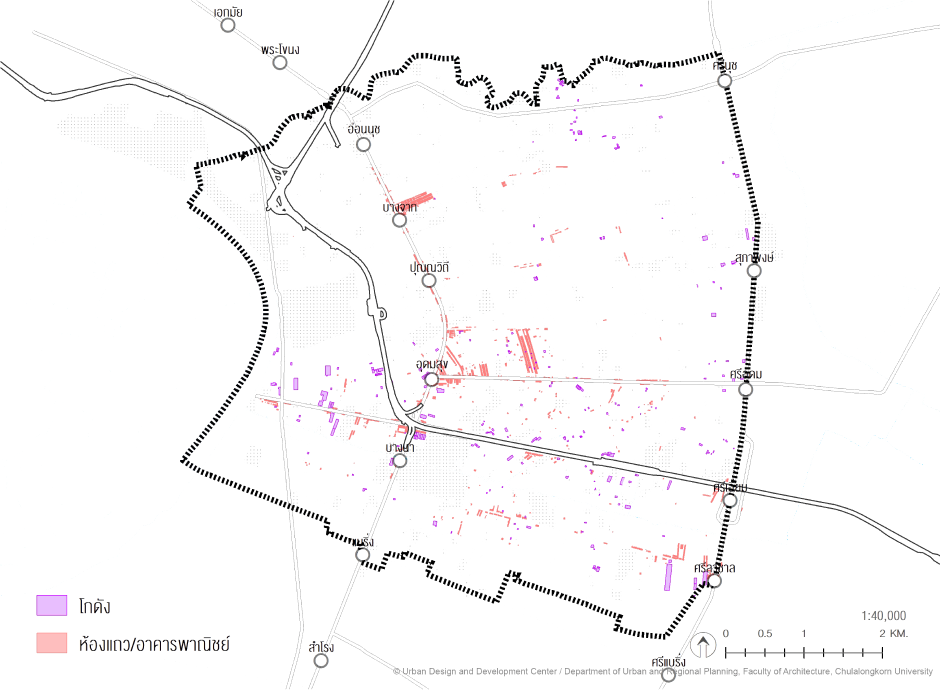 เอกมัย
พระโขนง
ศรีนุช
อ่อนนุช
บางจาก
สุภาพงษ์
ปุณณวิถี
อุดมสุข
ศรีอุดม
บางนา
ศรีเอี่ยม
แบริ่ง
ศรีลาซาล
โกดัง
ห้องแถว/อาคารพาณิชย์
สำโรง
ศรีแบริ่ง
1:40,000
0 0.5 1 2 KM.
© Urban Design and Development Center / Department of Urban and Regional Planning, Faculty of Architecture, Chulalongkorn University